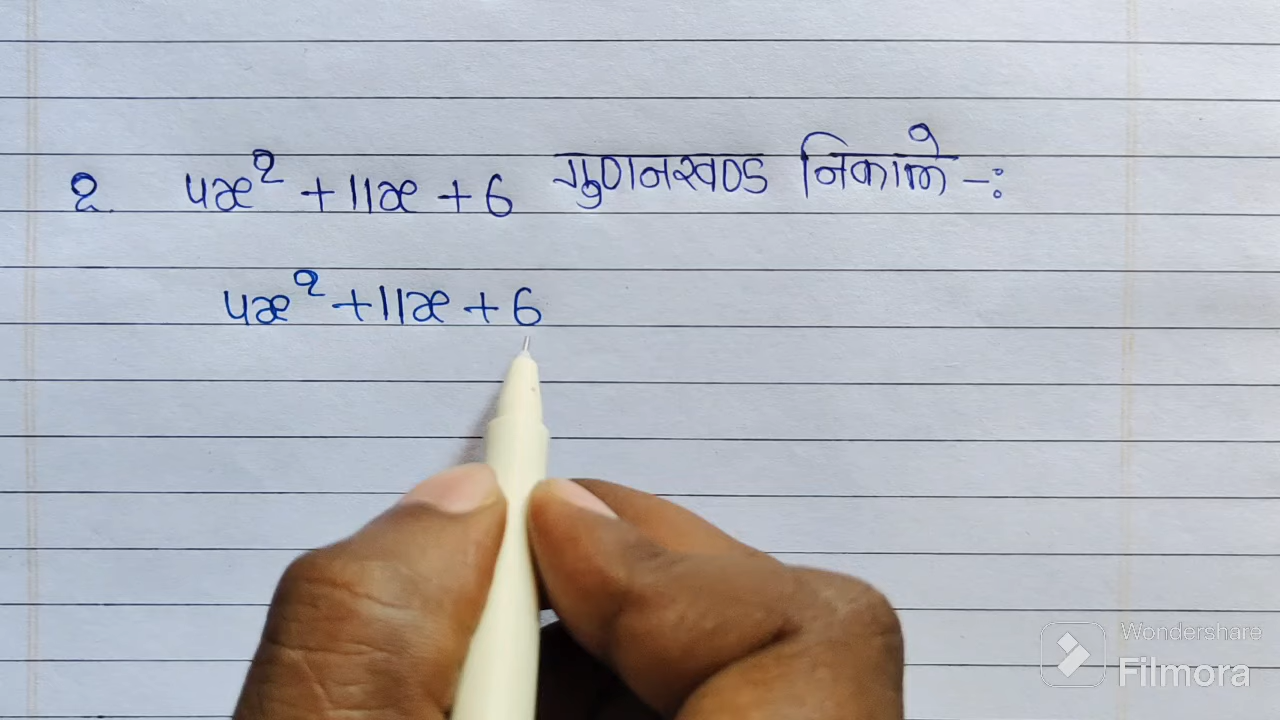 2. 4x² + 11x + 6 गुणनखण्ड निकाले -:
4x² + 11x + 6
Wondershare
Filmora